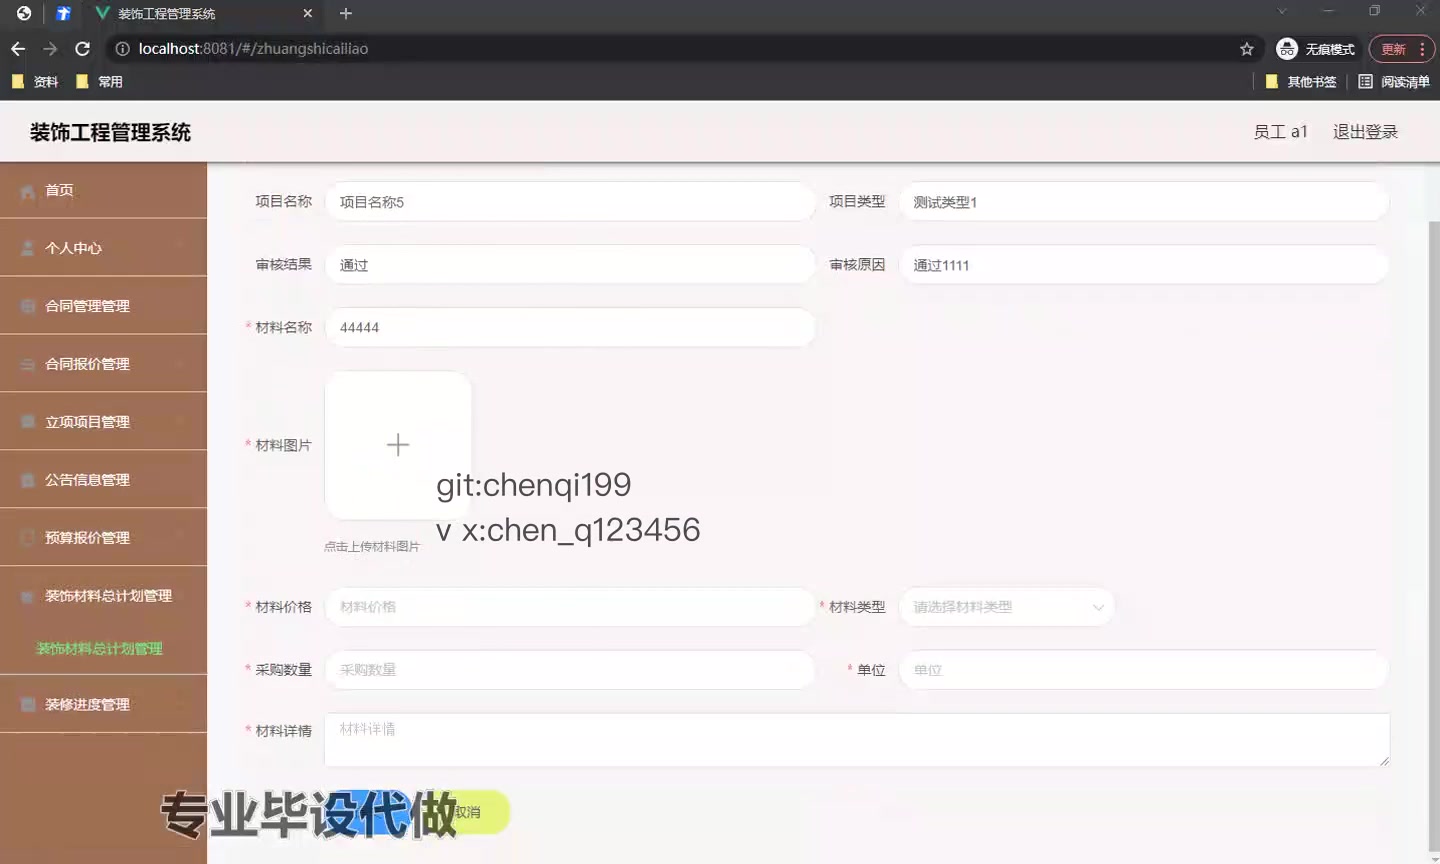 装饰工程管理系统
localhost:8081/#/zhuangshicailiao
无痕模式
更新
资料
常用
其他书签
阅读清单
装饰工程管理系统
员工 a1
退出登录
首页
个人中心
合同管理管理
合同报价管理
立项项目管理
公告信息管理
预算报价管理
装饰材料总计划管理
装饰材料总计划管理
装修进度管理
项目名称 项目名称5
项目类型 测试类型1
审核结果 通过
审核原因 通过1111
* 材料名称 44444
* 材料图片
git:chenqi199
v x:chen_q123456
点击上传材料图片
* 材料价格 材料价格
* 材料类型 请选择材料类型
* 采购数量 采购数量
* 单位 单位
* 材料详情 材料详情
专业毕设代做
取消